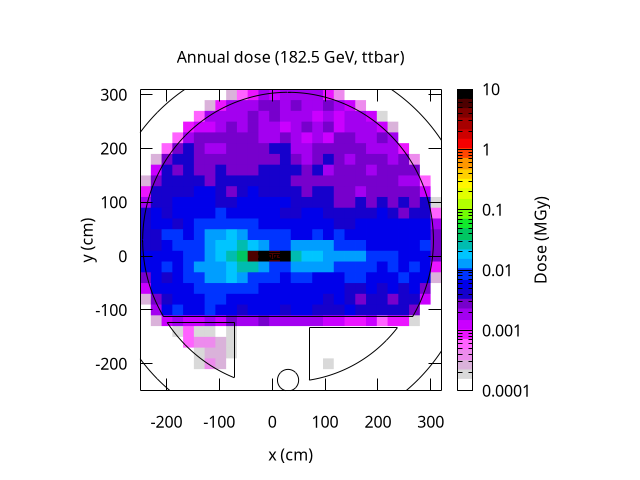 Annual dose (182.5 GeV, ttbar)
300
200
100
0
-100
-200
y (cm)
-200 -100 0 100 200 300
x (cm)
10
1
0.1
0.01
0.001
0.0001
Dose (MGy)